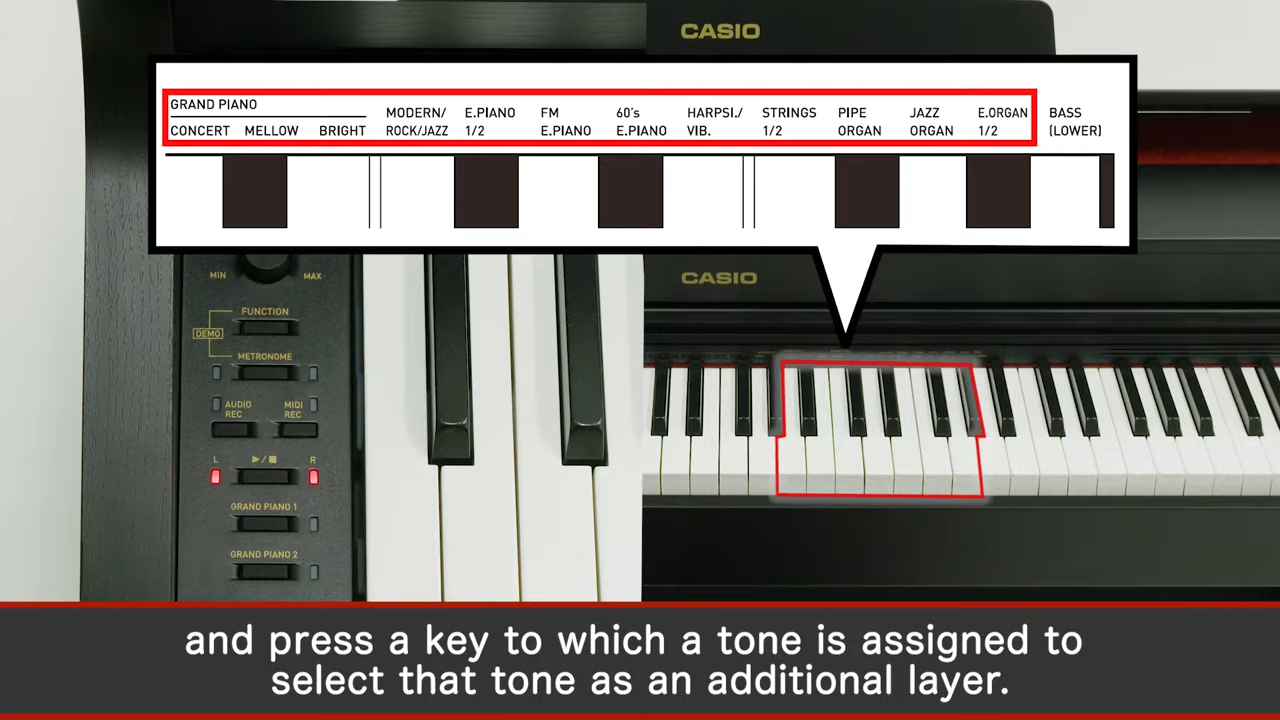 CASIO
GRAND PIANO
CONCERT MELLOW BRIGHT
MODERN/
ROCK/JAZZ
E.PIANO
1/2
FM
E.PIANO
60's
E.PIANO
HARPSI./
VIB.
STRINGS
1/2
PIPE
ORGAN
JAZZ
ORGAN
E.ORGAN
1/2
BASS
(LOWER)
MIN MAX
CASIO
FUNCTION
DEMO
METRONOME
AUDIO
REC
MIDI
REC
L ▶/■ R
GRAND PIANO 1
GRAND PIANO 2
and press a key to which a tone is assigned to
select that tone as an additional layer.